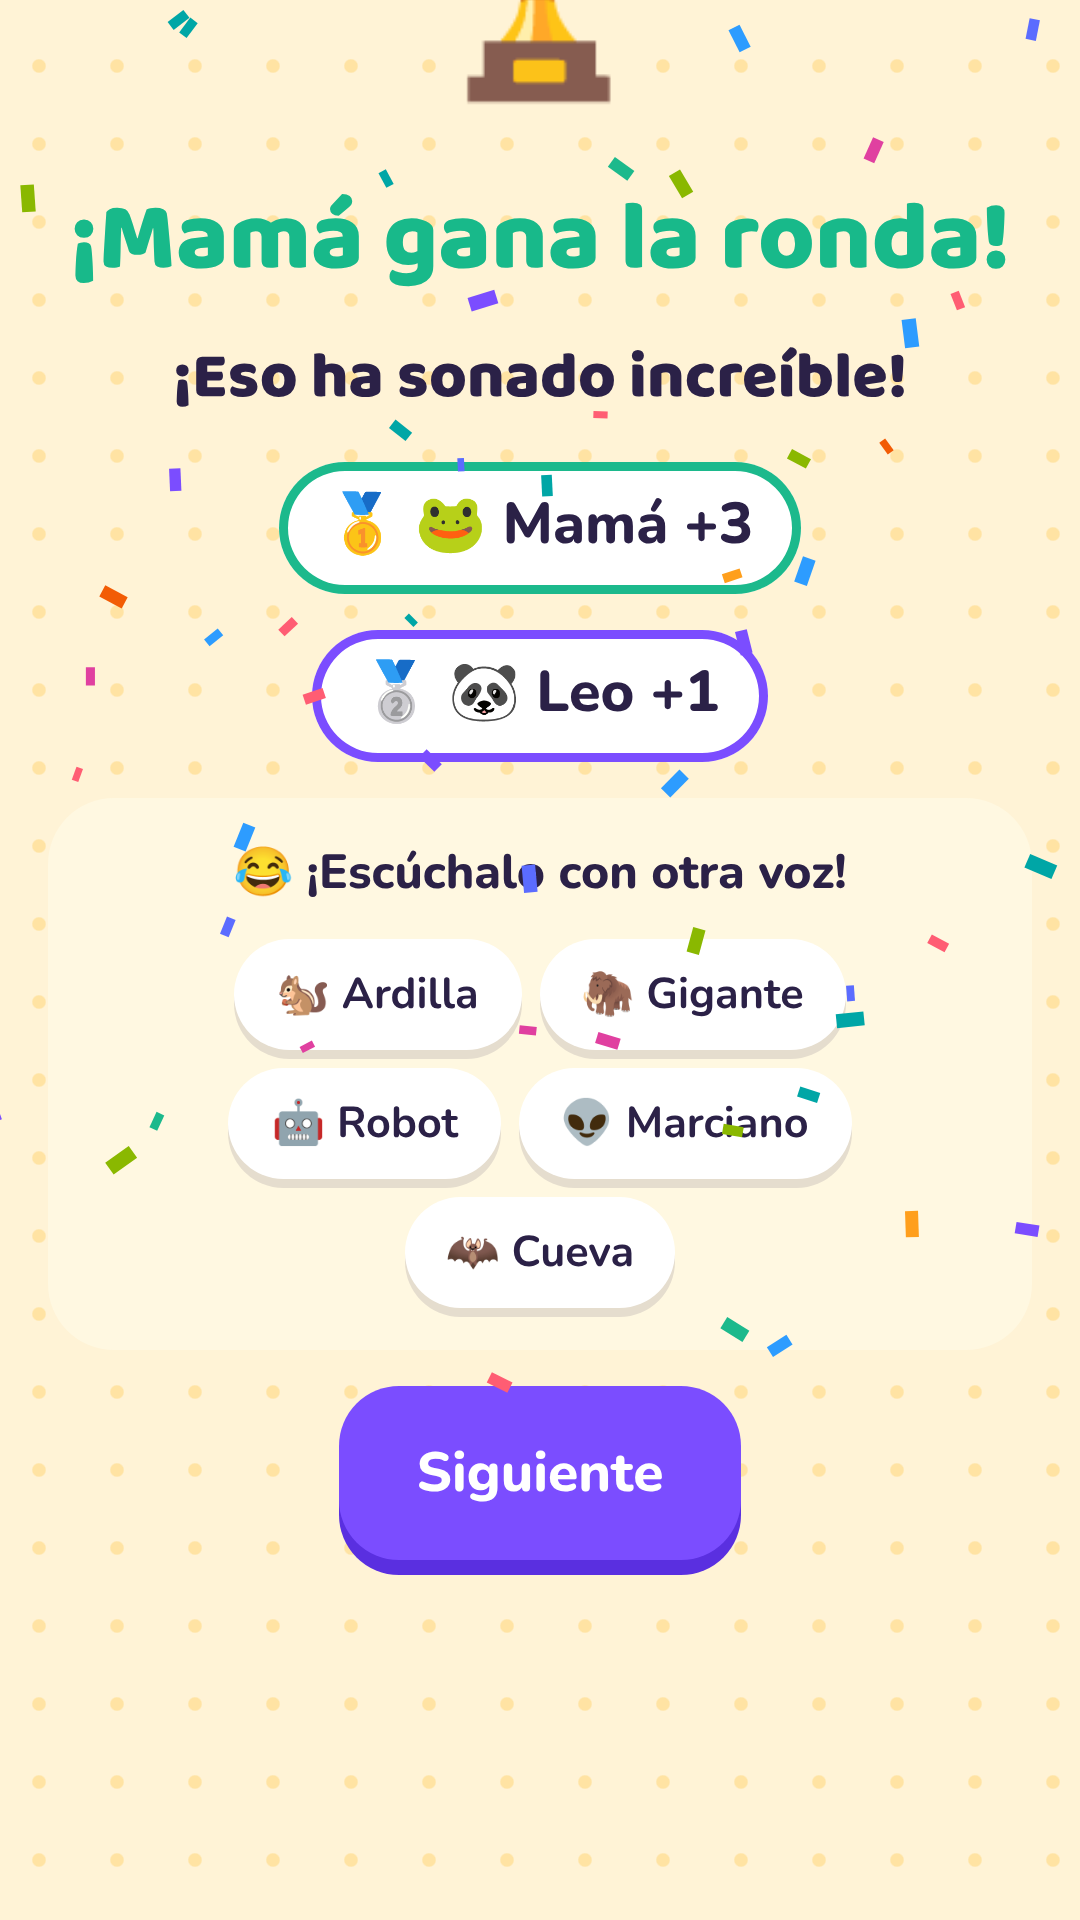 ¡Mamá gana la ronda!
¡Eso ha sonado increíble!
Mamá +3
Leo +1
¡Escúchalo con otra voz!
Ardilla
Gigante
Robot
Marciano
Cueva
Siguiente